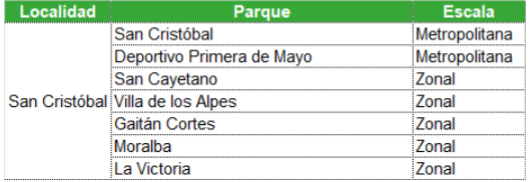 Localidad Parque Escala
San Cristóbal Metropolitana
Deportivo Primera de Mayo Metropolitana
San Cayetano Zonal
San Cristóbal Villa de los Alpes Zonal
Gaitán Cortes Zonal
Moralba Zonal
La Victoria Zonal